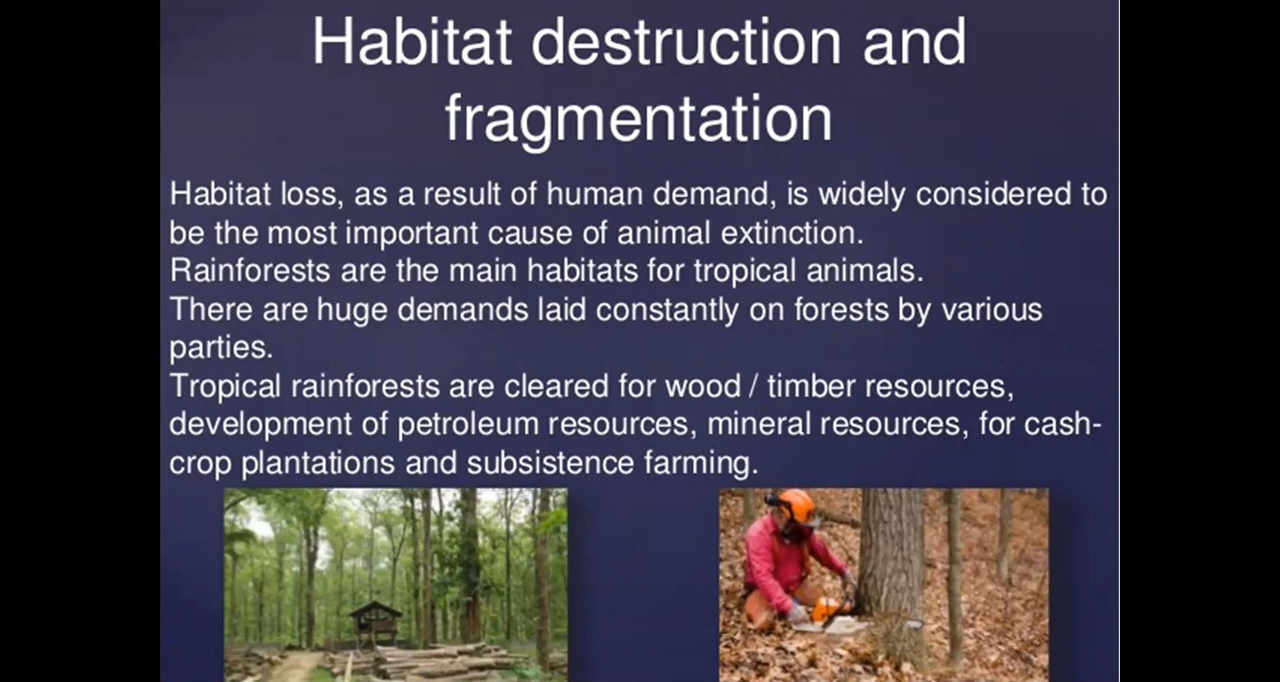 Habitat destruction and
fragmentation
Habitat loss, as a result of human demand, is widely considered to
be the most important cause of animal extinction.
Rainforests are the main habitats for tropical animals.
There are huge demands laid constantly on forests by various
parties.
Tropical rainforests are cleared for wood / timber resources,
development of petroleum resources, mineral resources, for cash-
crop plantations and subsistence farming.